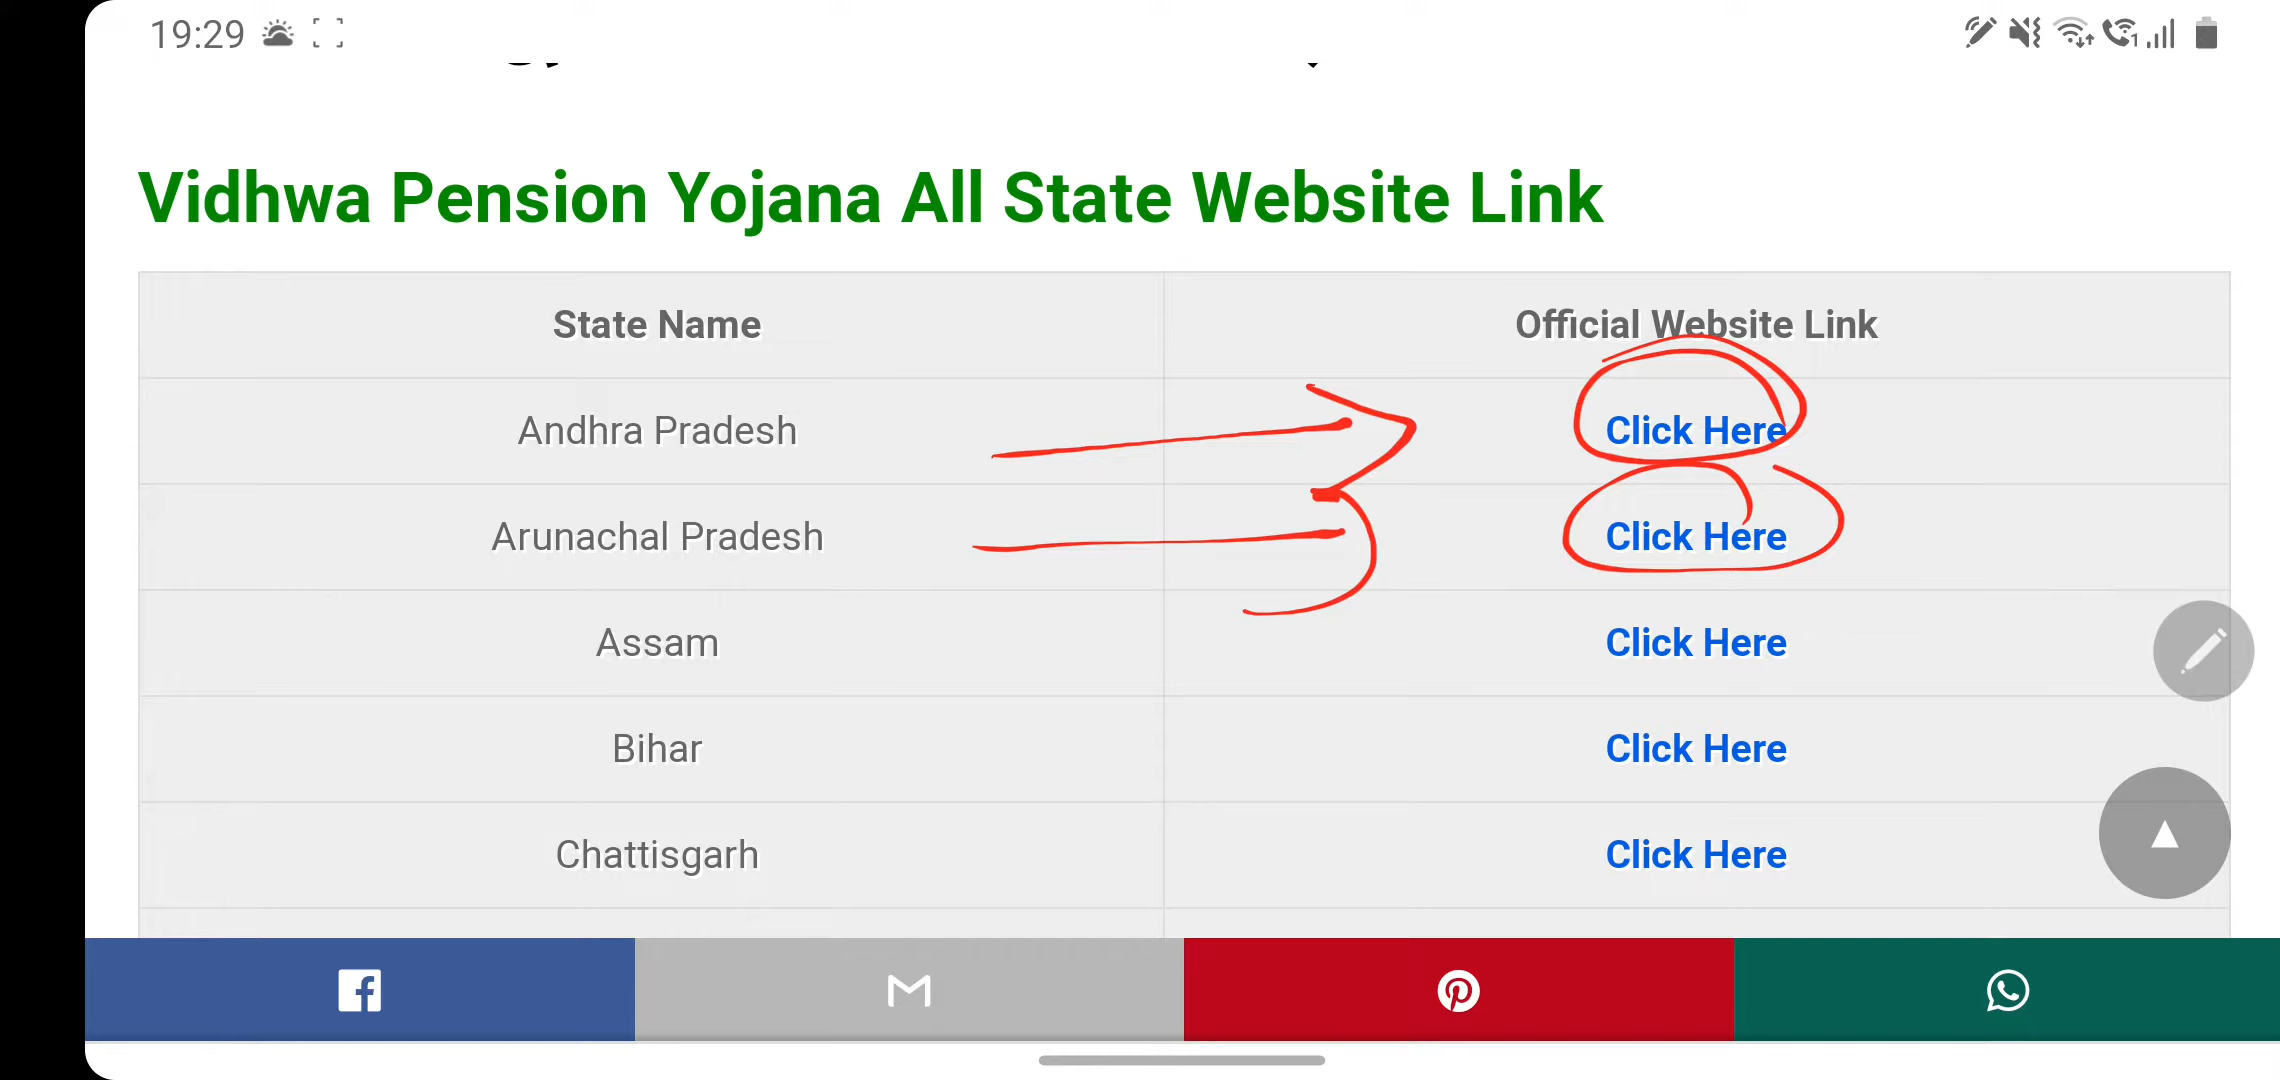 19:29
Vidhwa Pension Yojana All State Website Link
State Name Official Website Link
Andhra Pradesh Click Here
Arunachal Pradesh Click Here
Assam Click Here
Bihar Click Here
Chattisgarh Click Here